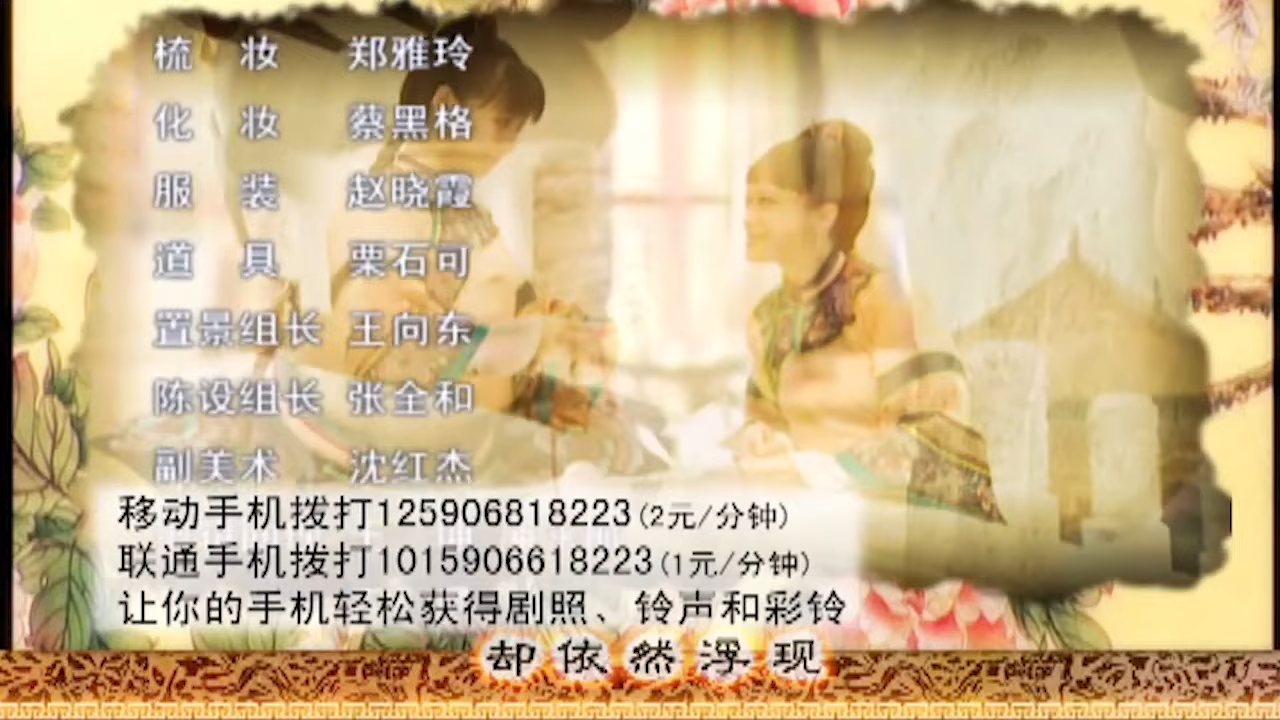 梳 妆 郑雅玲
化 妆 蔡黑格
服 装 赵晓霞
道 具 栗石可
置景组长 王向东
陈设组长 张全和
副美术 沈红杰
移动手机拨打125906818223(2元/分钟)
联通手机拨打1015906618223(1元/分钟)
让你的手机轻松获得剧照、铃声和彩铃
却依然浮现